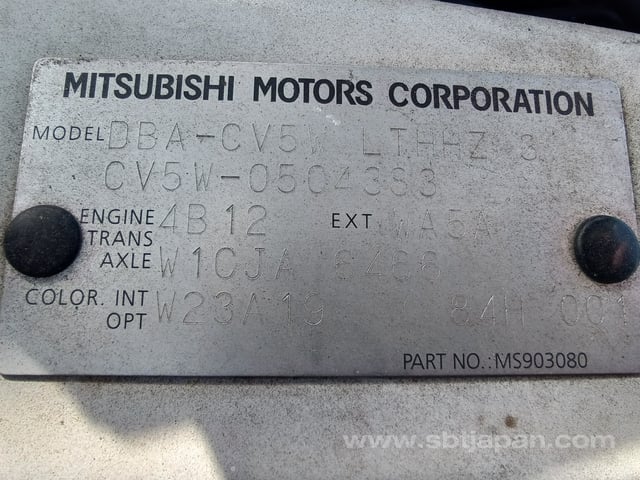 MITSUBISHI MOTORS CORPORATION
MODEL DBA-CV5W LTHHZ 3
CV5W-0504383
ENGINE 4B12 EXT WA5A
TRANS
AXLE W1CJA 6466
COLOR. INT W23A19 84H 001
OPT
PART NO.:MS903080
www.sbtjapan.com